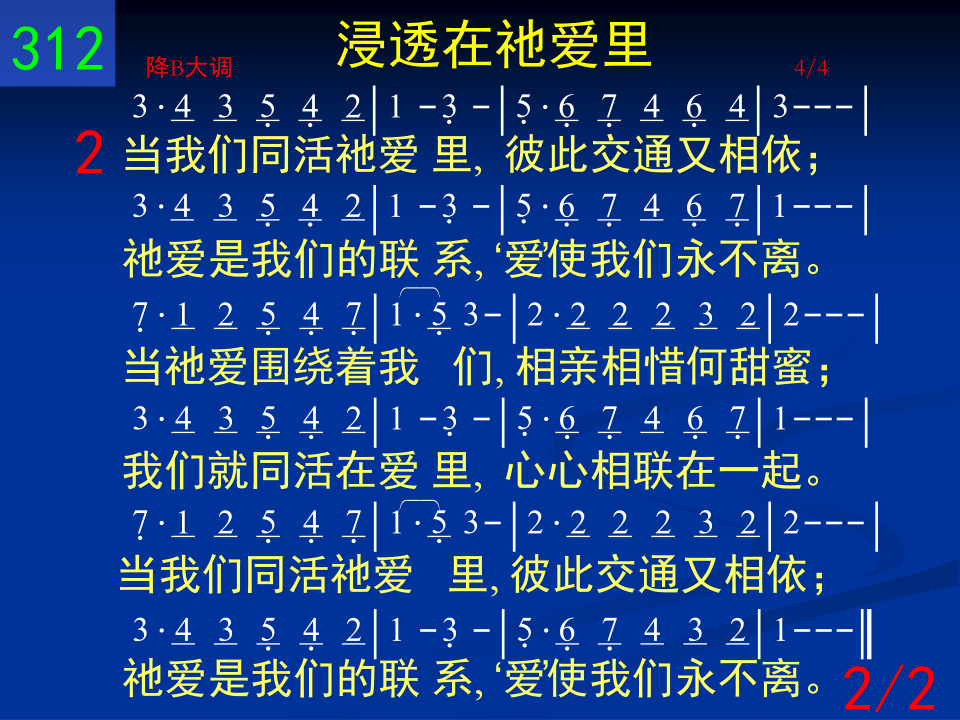 312
浸透在祂爱里
降B大调
4/4
3·4 3 5 4 2|1 -3 -|5·6 7 4 6 4|3---|
2
当我们同活祂爱 里, 彼此交通又相依;
3·4 3 5 4 2|1 -3 -|5·6 7 4 6 7|1---|
祂爱是我们的联 系, ‘爱’使我们永不离。
7·1 2 5 4 7|1·5 3-|2·2 2 2 3 2|2---|
当祂爱围绕着我 们, 相亲相惜何甜蜜;
3·4 3 5 4 2|1 -3 -|5·6 7 4 6 7|1---|
我们就同活在爱 里, 心心相联在一起。
7·1 2 5 4 7|1·5 3-|2·2 2 2 3 2|2---|
当我们同活祂爱 里, 彼此交通又相依;
3·4 3 5 4 2|1 -3 -|5·6 7 4 3 2|1---‖
祂爱是我们的联 系, ‘爱’使我们永不离。
2/2